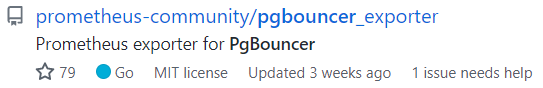 prometheus-community/pgbouncer_exporter
Prometheus exporter for PgBouncer
79 Go MIT license Updated 3 weeks ago 1 issue needs help